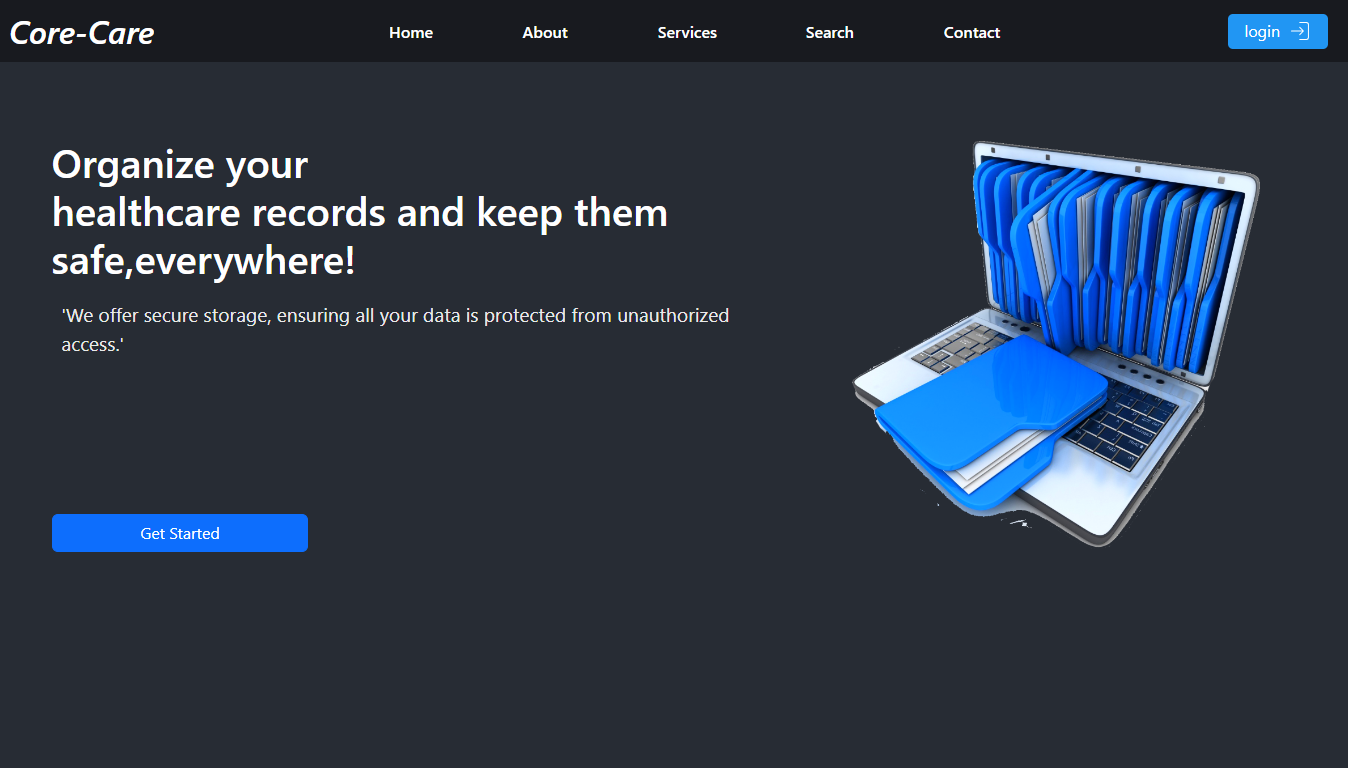 Core-Care
Home
About
Services
Search
Contact
login
Organize your
healthcare records and keep them
safe,everywhere!
'We offer secure storage, ensuring all your data is protected from unauthorized
access.'
Get Started